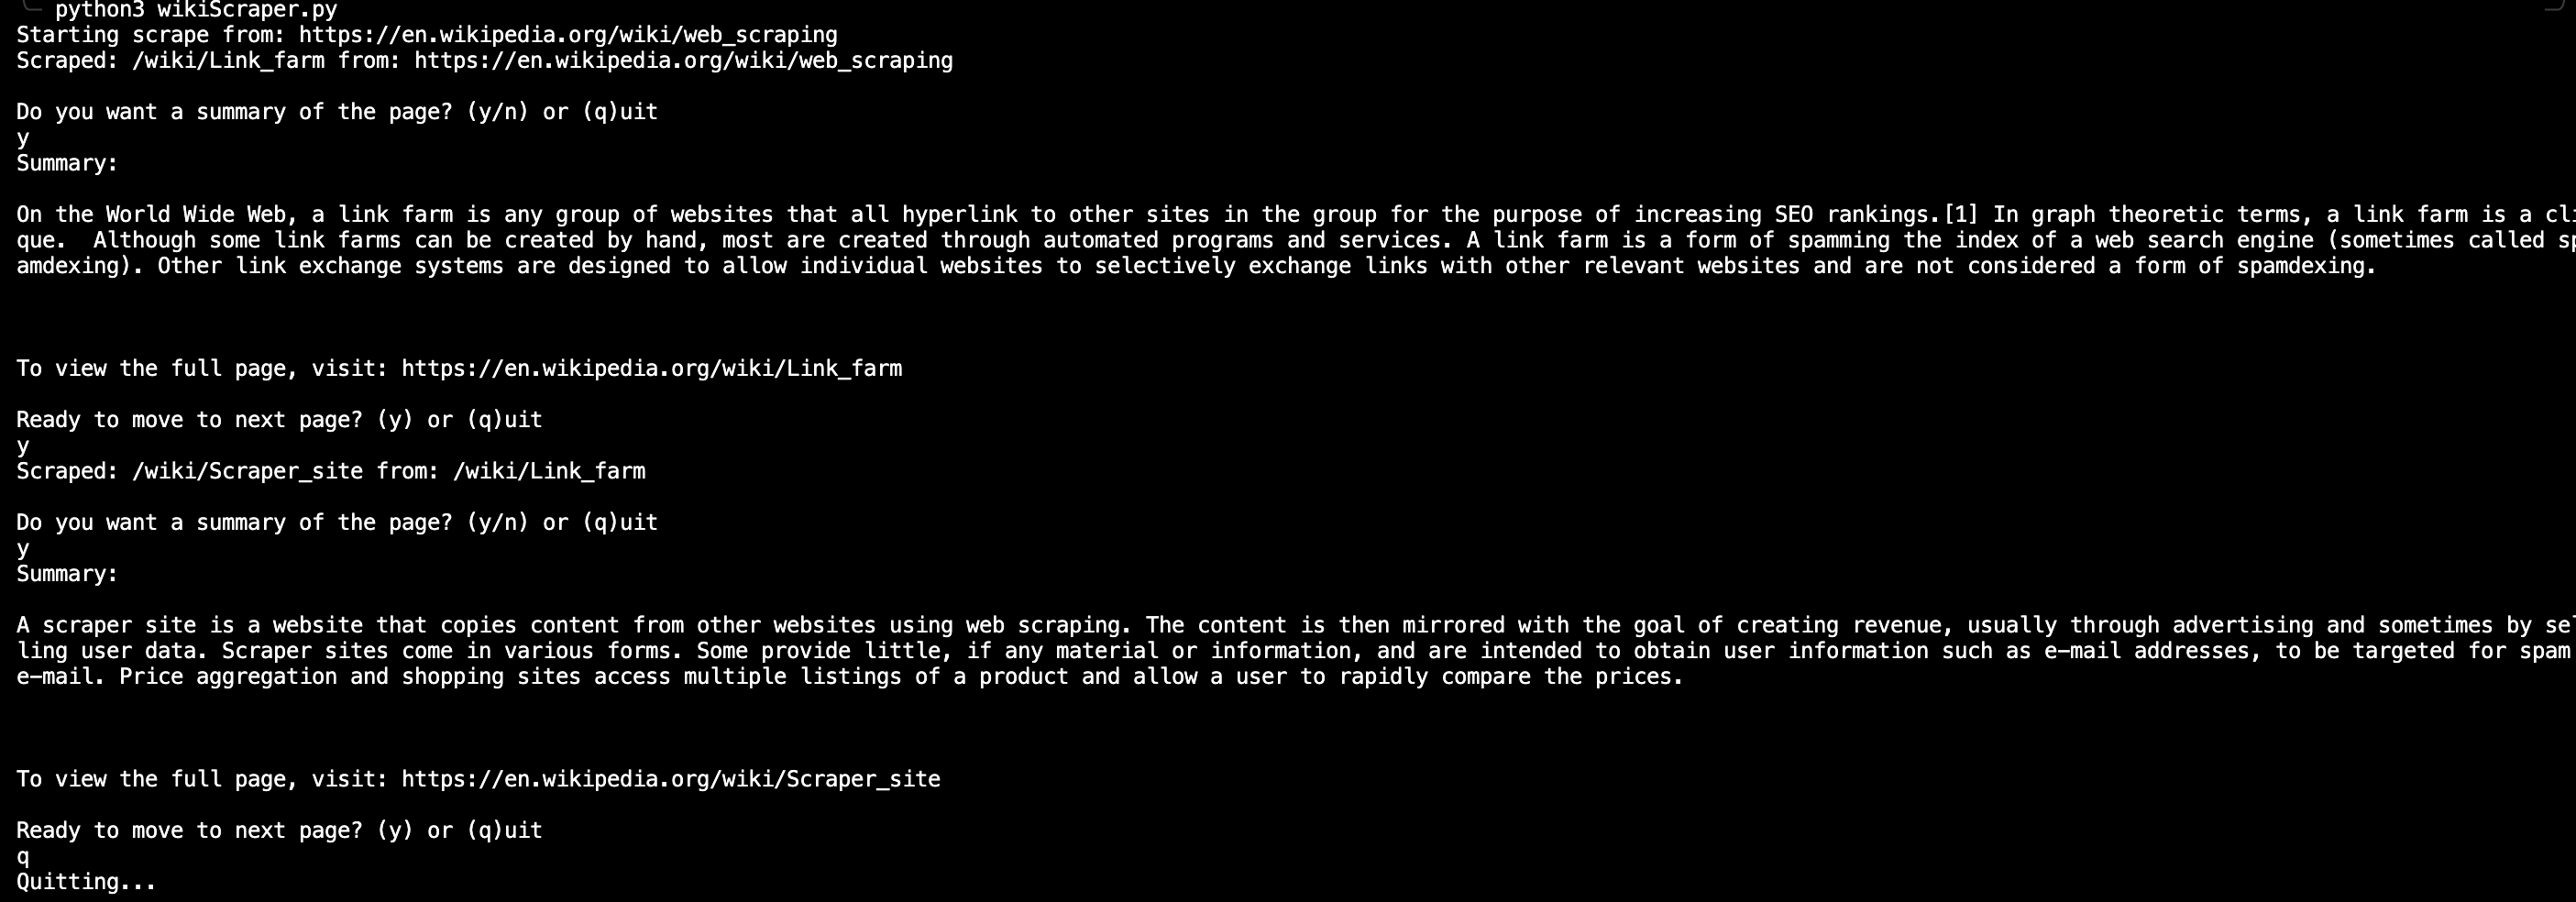 python3 wikiScraper.py
Starting scrape from: https://en.wikipedia.org/wiki/web_scraping
Scraped: /wiki/Link_farm from: https://en.wikipedia.org/wiki/web_scraping
Do you want a summary of the page? (y/n) or (q)uit
y
Summary:
On the World Wide Web, a link farm is any group of websites that all hyperlink to other sites in the group for the purpose of increasing SEO rankings.[1] In graph theoretic terms, a link farm is a cli
que.  Although some link farms can be created by hand, most are created through automated programs and services. A link farm is a form of spamming the index of a web search engine (sometimes called sp
amdexing). Other link exchange systems are designed to allow individual websites to selectively exchange links with other relevant websites and are not considered a form of spamdexing.
To view the full page, visit: https://en.wikipedia.org/wiki/Link_farm
Ready to move to next page? (y) or (q)uit
y
Scraped: /wiki/Scraper_site from: /wiki/Link_farm
Do you want a summary of the page? (y/n) or (q)uit
y
Summary:
A scraper site is a website that copies content from other websites using web scraping. The content is then mirrored with the goal of creating revenue, usually through advertising and sometimes by sel
ling user data. Scraper sites come in various forms. Some provide little, if any material or information, and are intended to obtain user information such as e-mail addresses, to be targeted for spam
e-mail. Price aggregation and shopping sites access multiple listings of a product and allow a user to rapidly compare the prices.
To view the full page, visit: https://en.wikipedia.org/wiki/Scraper_site
Ready to move to next page? (y) or (q)uit
q
Quitting...